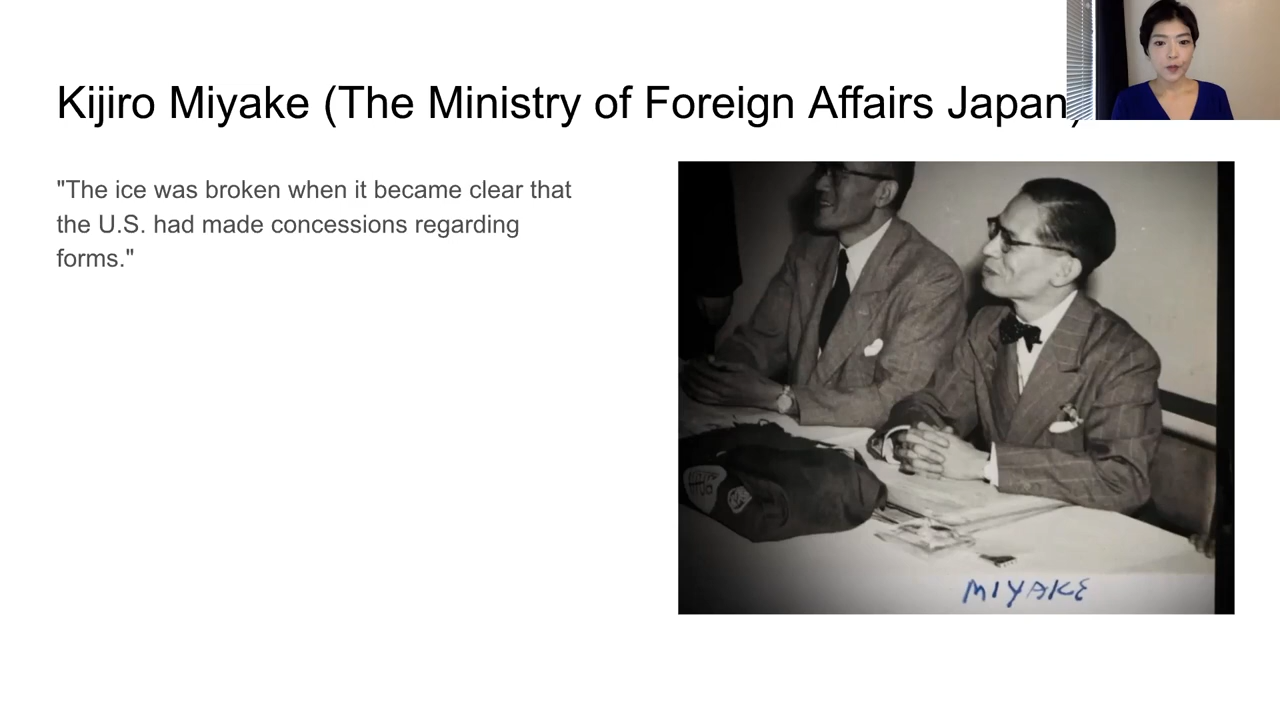 Kijiro Miyake (The Ministry of Foreign Affairs Japan)
"The ice was broken when it became clear that
the U.S. had made concessions regarding
forms."
MIYAKE